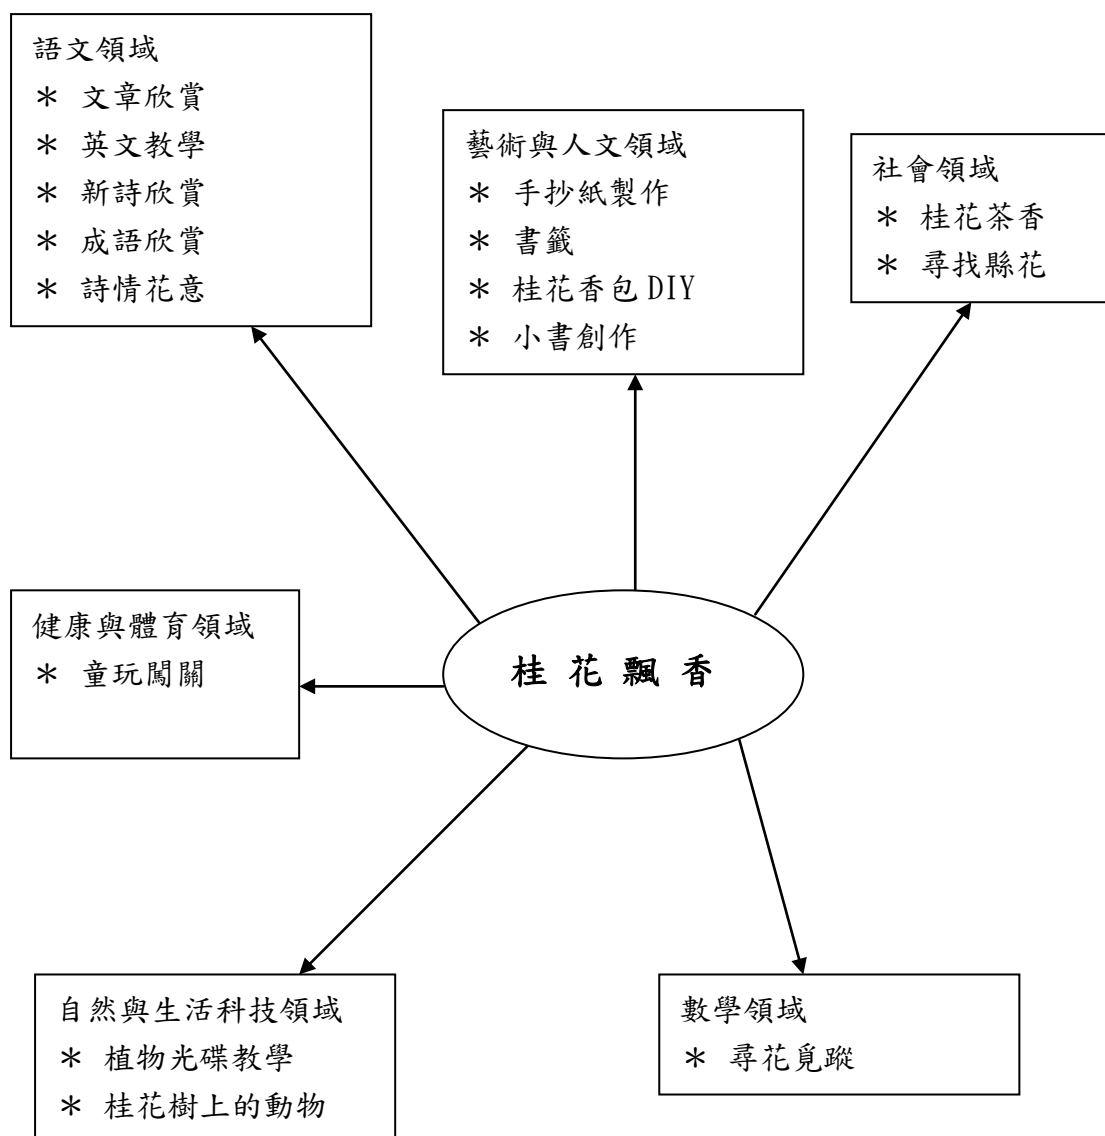 語文領域
＊ 文章欣賞
＊ 英文教學
＊ 新詩欣賞
＊ 成語欣賞
＊ 詩情花意
藝術與人文領域
＊ 手抄紙製作
＊ 書籤
＊ 桂花香包 DIY
＊ 小書創作
社會領域
＊ 桂花茶香
＊ 尋找縣花
健康與體育領域
＊ 童玩闖關
桂 花 飄 香
自然與生活科技領域
＊ 植物光碟教學
＊ 桂花樹上的動物
數學領域
＊ 尋花覓蹤